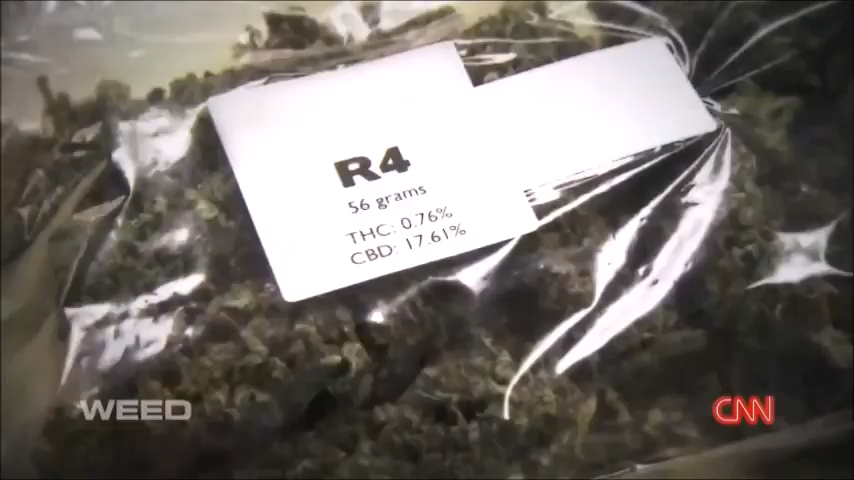 R4
56 grams
THC: 0.76%
CBD: 17.61%
WEED
CNN